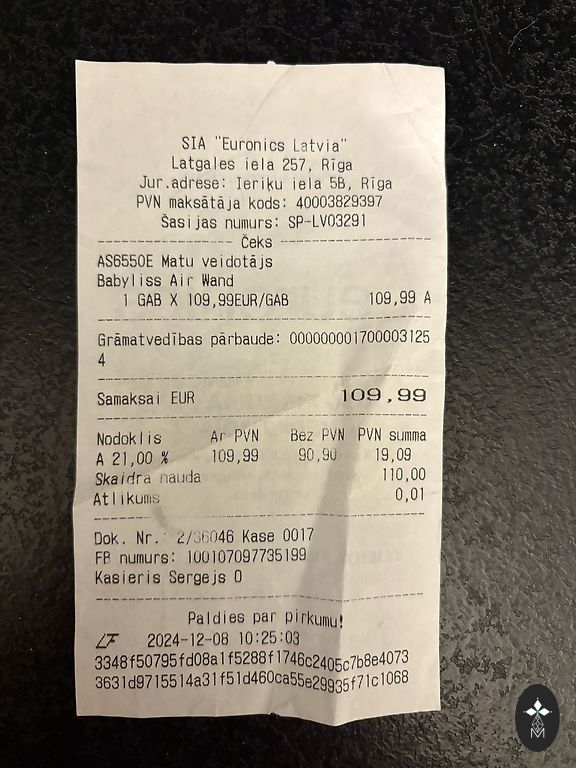 SIA "Euronics Latvia"
Latgales iela 257, Rīga
Jur.adrese: Ieriķu iela 5B, Rīga
PVN maksātāja kods: 40003829397
Šasijas numurs: SP-LV03291
Čeks
AS6550E Matu veidotājs
Babyliss Air Wand
1 GAB X 109,99EUR/GAB 109,99 A
Grāmatvedības pārbaude: 000000001700003125
4
Samaksai EUR 109,99
Nodoklis Ar PVN Bez PVN PVN summa
A 21,00 % 109,99 90,90 19,09
Skaidra nauda 110,00
Atlikums 0,01
Dok. Nr.: 2/36046 Kase 0017
FB numurs: 100107097735199
Kasieris Sergejs O
Paldies par pirkumu!
LF 2024-12-08 10:25:03
3348f50795fd08a1f5288f1746c2405c7b8e4073
3631d9715514a31f51d460ca55e29935f71c1068
M